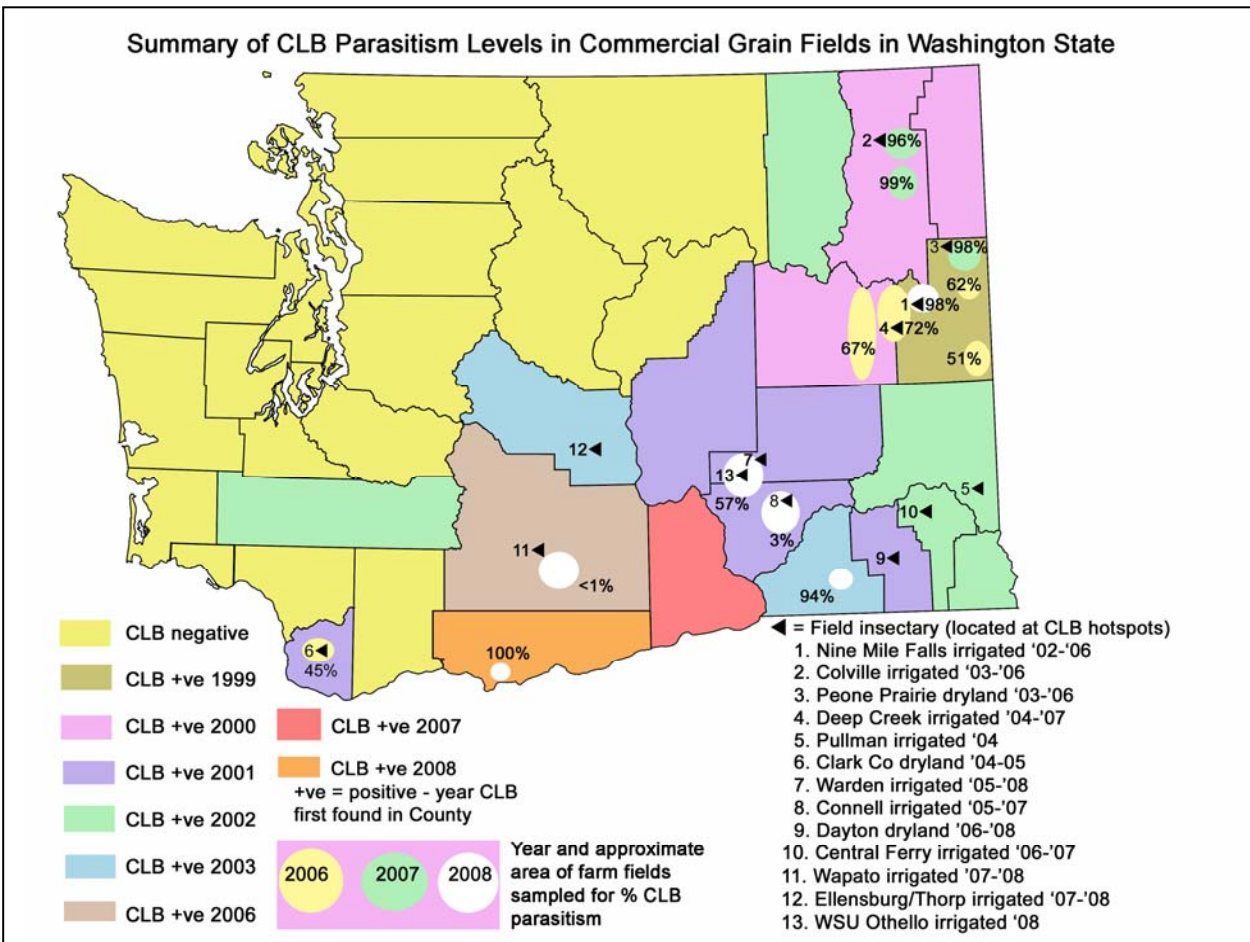 Summary of CLB Parasitism Levels in Commercial Grain Fields in Washington State
2◄96%
99%
3◄98%
62%
1◄98%
4◄72%
67%
51%
12◄
7◄
13◄
57%
8◄
3%
5◄
10◄
9◄
94%
11◄
<1%
100%
6◄
45%
CLB negative
CLB +ve 1999
CLB +ve 2000
CLB +ve 2001
CLB +ve 2002
CLB +ve 2003
CLB +ve 2006
CLB +ve 2007
CLB +ve 2008
+ve = positive - year CLB
first found in County
2006
2007
2008
Year and approximate
area of farm fields
sampled for % CLB
parasitism
◄ = Field insectary (located at CLB hotspots)
1. Nine Mile Falls irrigated '02-'06
2. Colville irrigated '03-'06
3. Peone Prairie dryland '03-'06
4. Deep Creek irrigated '04-'07
5. Pullman irrigated '04
6. Clark Co dryland '04-05
7. Warden irrigated '05-'08
8. Connell irrigated '05-'07
9. Dayton dryland '06-'08
10. Central Ferry irrigated '06-'07
11. Wapato irrigated '07-'08
12. Ellensburg/Thorp irrigated '07-'08
13. WSU Othello irrigated '08